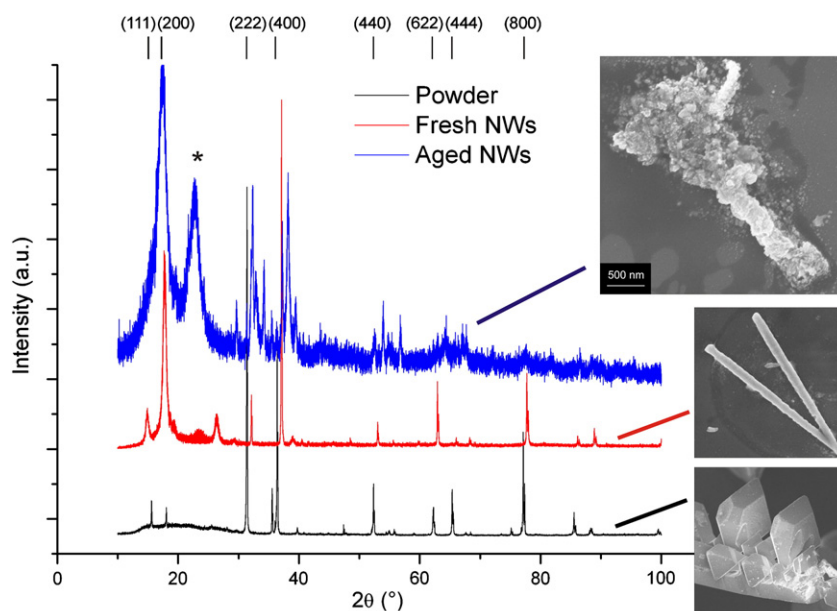 (111) (200) (222) (400) (440) (622) (444) (800)
Powder
Fresh NWs
Aged NWs
*
Intensity (a.u.)
500 nm
0 20 40 60 80 100
2θ (°)